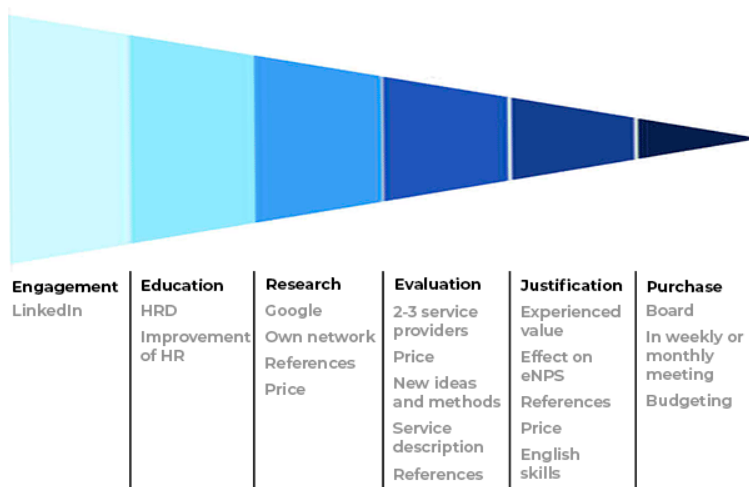 Engagement
LinkedIn
Education
HRD
Improvement
of HR
Research
Google
Own network
References
Price
Evaluation
2-3 service
providers
Price
New ideas
and methods
Service
description
References
Justification
Experienced
value
Effect on
eNPS
References
Price
English
skills
Purchase
Board
In weekly or
monthly
meeting
Budgeting